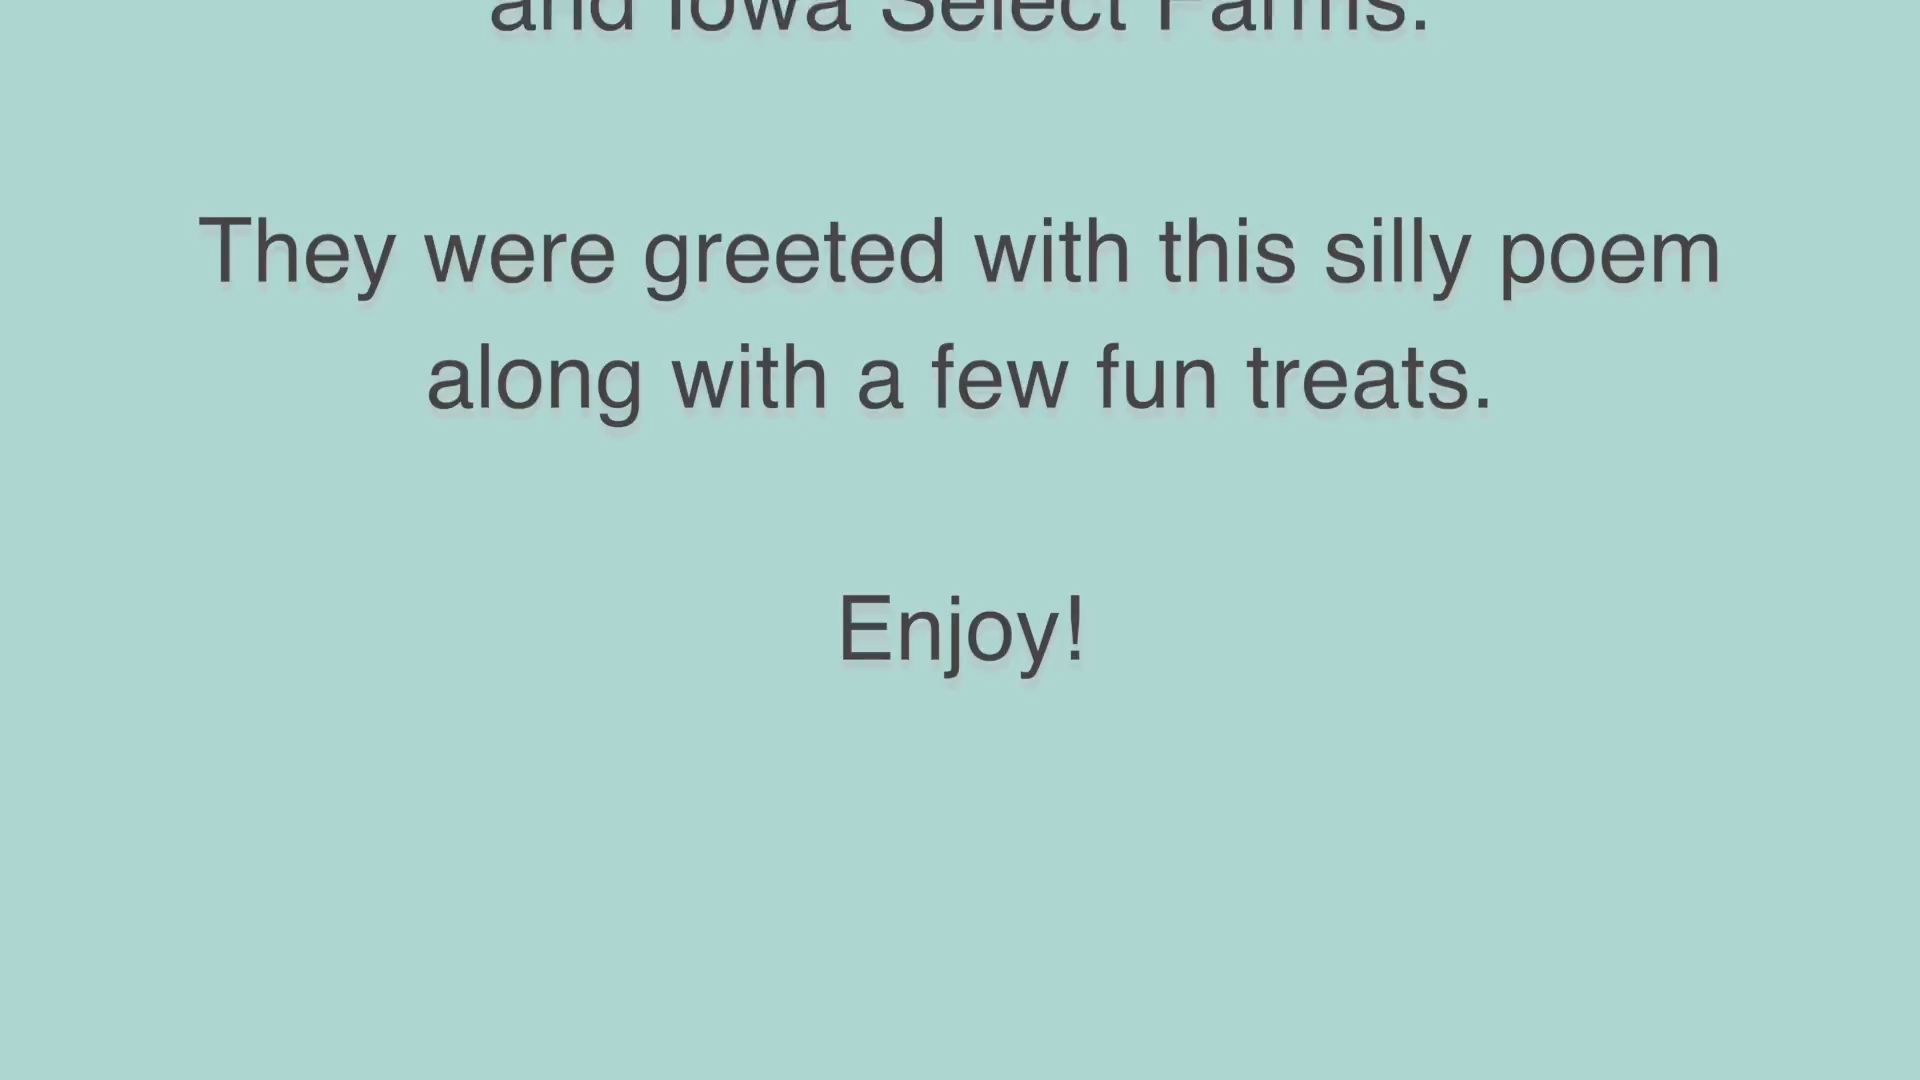 and Iowa Select Farms.
They were greeted with this silly poem
along with a few fun treats.
Enjoy!